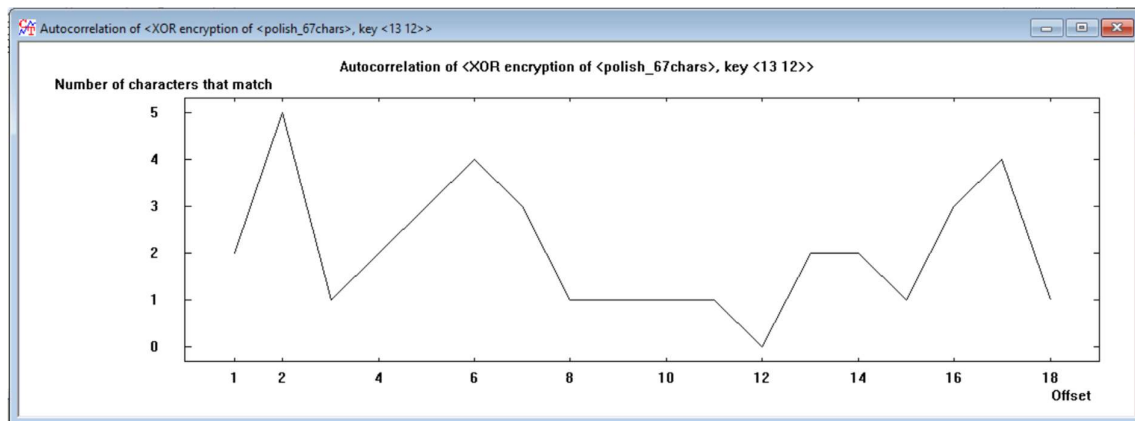 Autocorrelation of <XOR encryption of <polish_67chars>, key <13 12>>
Autocorrelation of <XOR encryption of <polish_67chars>, key <13 12>>
Number of characters that match
5
4
3
2
1
0
1 2 4 6 8 10 12 14 16 18
Offset